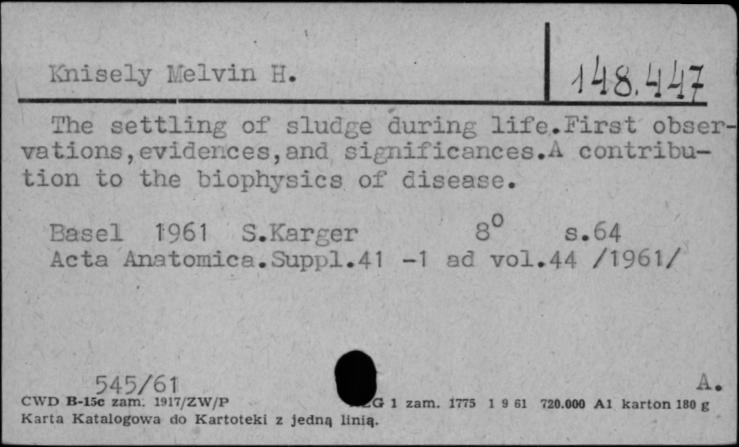 Knisely Melvin H.
148.447
The settling of sludge during life.First obser-
vations,evidences,and significances.A contribu-
tion to the biophysics of disease.
Basel 1961 S.Karger 8° s.64
Acta Anatomica.Suppl.41 -1 ad vol.44 /1961/
545/61 A.
CWD B-15c zam. 1917/ZW/P G 1 zam. 1775 1 9 61 720.000 A1 karton 180 g
Karta Katalogowa do Kartoteki z jedną linią.